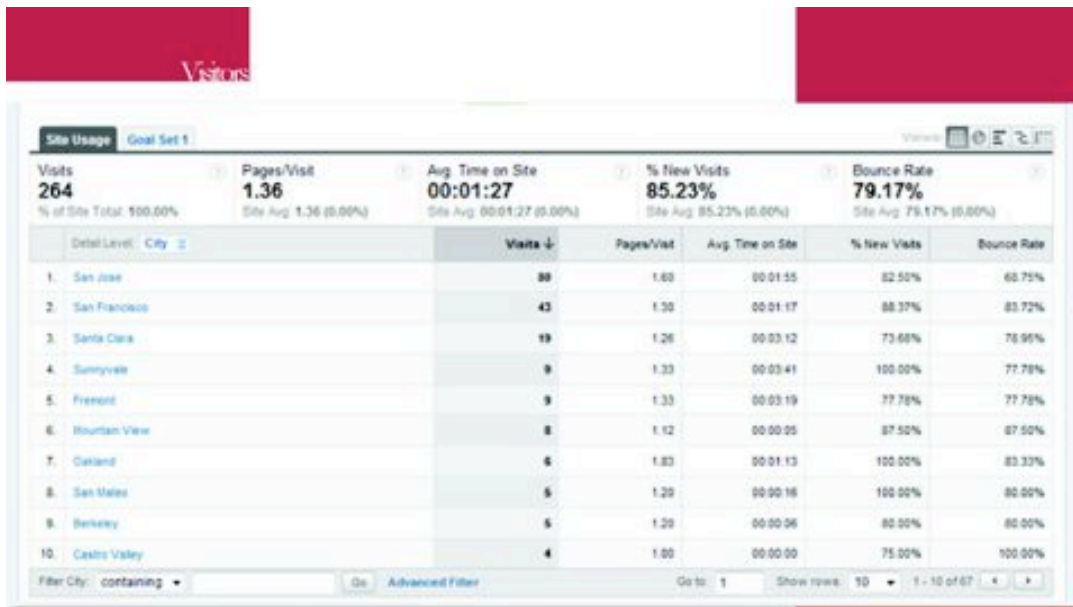 Visitors
Site Usage Goal Set 1 Views:
Visits Pages/Visit Avg. Time on Site % New Visits Bounce Rate
264 1.36 00:01:27 85.23% 79.17%
% of Site Total: 100.00% Site Avg: 1.36 (0.00%) Site Avg: 00:01:27 (0.00%) Site Avg: 85.23% (0.00%) Site Avg: 79.17% (0.00%)
Detail Level: City Visits Pages/Visit Avg. Time on Site % New Visits Bounce Rate
1. San Jose 80 1.60 00:01:55 82.50% 68.75%
2. San Francisco 43 1.30 00:01:17 88.37% 83.72%
3. Santa Clara 19 1.26 00:03:12 73.68% 78.95%
4. Sunnyvale 9 1.33 00:03:41 100.00% 77.78%
5. Fremont 9 1.33 00:03:19 77.78% 77.78%
6. Mountain View 8 1.12 00:00:05 87.50% 87.50%
7. Oakland 6 1.83 00:01:13 100.00% 83.33%
8. San Mateo 5 1.20 00:00:16 100.00% 80.00%
9. Berkeley 5 1.20 00:00:06 80.00% 80.00%
10. Castro Valley 4 1.00 00:00:00 75.00% 100.00%
Filter City: containing Go Advanced Filter Go to: 1 Show rows: 10 1 - 10 of 67